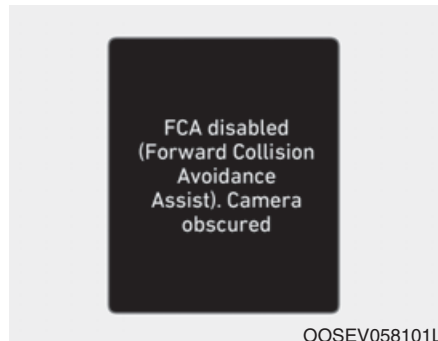 FCA disabled
(Forward Collision
Avoidance
Assist). Camera
obscured
OOSEV058101L